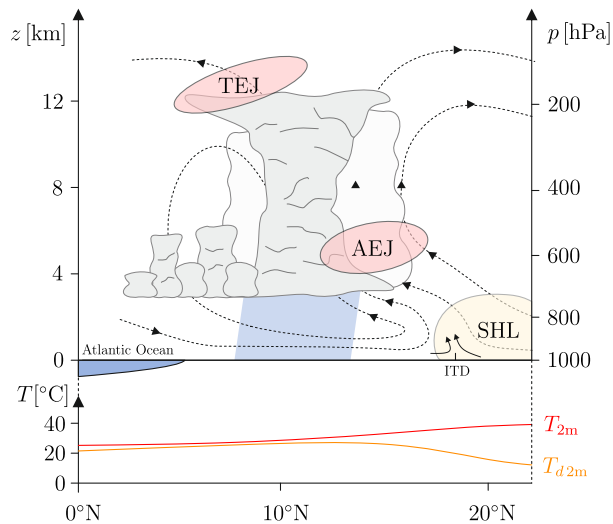 z [km]
p [hPa]
TEJ
12
200
8
400
AEJ
600
4
800
SHL
Atlantic Ocean
0
1000
ITD
T [°C]
40
T2m
20
Td 2m
0
0°N
10°N
20°N